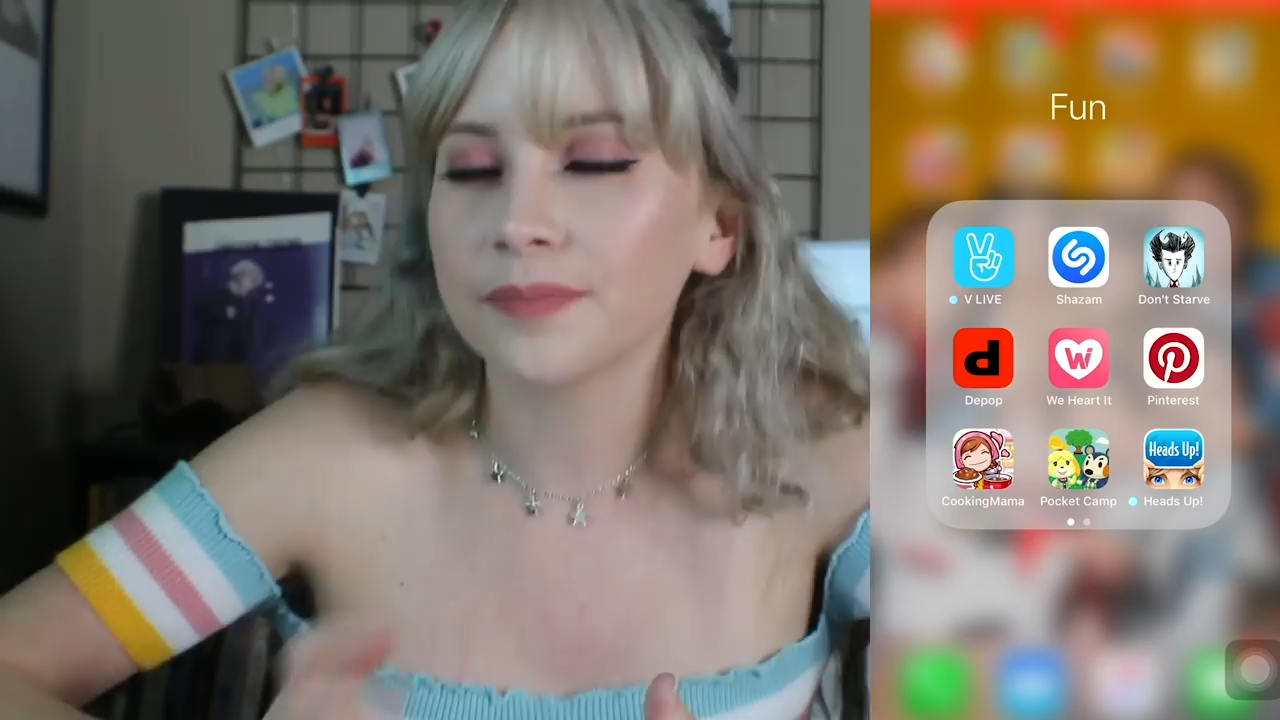 Fun
V LIVE
Shazam
Don't Starve
d
Depop
W
We Heart It
Pinterest
Heads Up!
CookingMama
Pocket Camp
Heads Up!